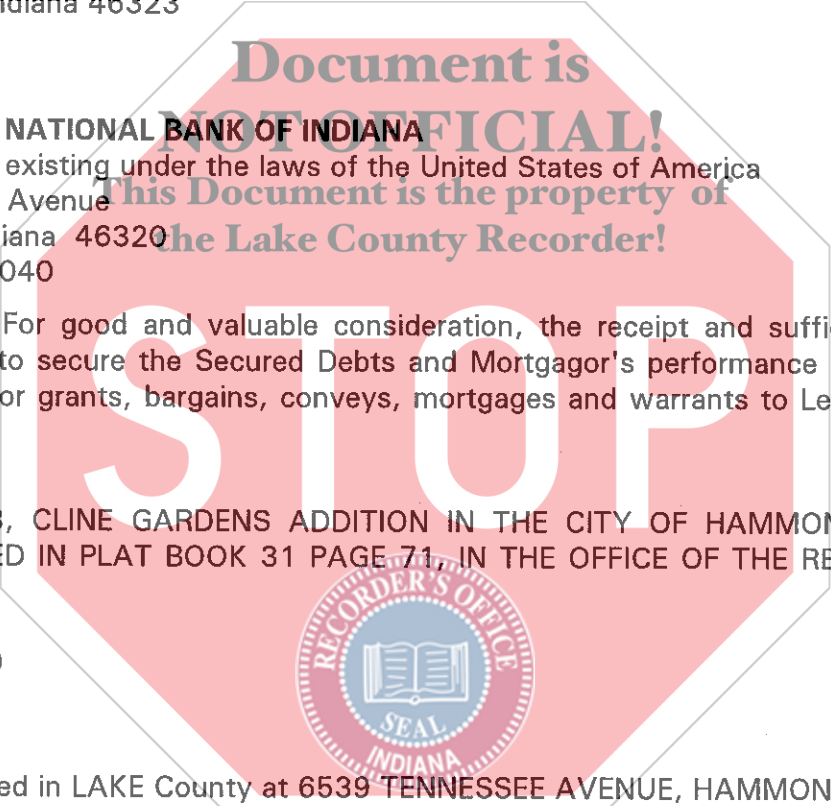 Indiana 46323
Document is
NOT OFFICIAL!
NATIONAL BANK OF INDIANA
existing under the laws of the United States of America
This Document is the property of
Avenue
the Lake County Recorder!
iana 46320
040
For good and valuable consideration, the receipt and suffi
to secure the Secured Debts and Mortgagor's performance
or grants, bargains, conveys, mortgages and warrants to Le
STOP
, CLINE GARDENS ADDITION IN THE CITY OF HAMMON
ED IN PLAT BOOK 31 PAGE 71, IN THE OFFICE OF THE RE
RECORDER'S OFFICE
SEAL
INDIANA
ed in LAKE County at 6539 TENNESSEE AVENUE, HAMMON